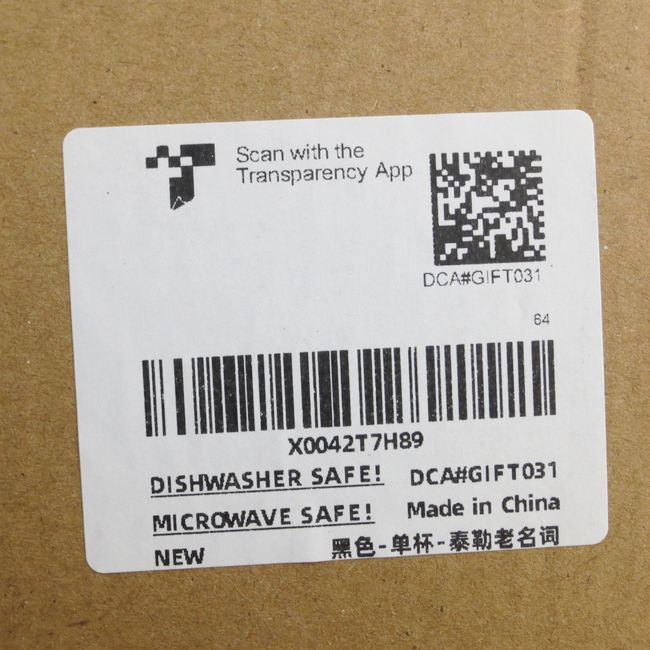 Scan with the
Transparency App
DCA#GIFT031
64
X0042T7H89
DISHWASHER SAFE! DCA#GIFT031
MICROWAVE SAFE! Made in China
NEW 黑色-单杯-泰勒老名词